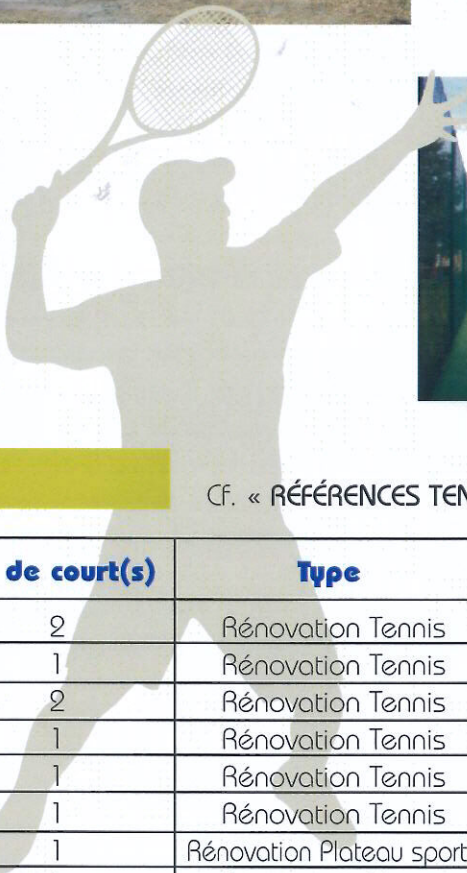 CF. « RÉFÉRENCES TEN
de court(s) Type
2 Rénovation Tennis
1 Rénovation Tennis
2 Rénovation Tennis
1 Rénovation Tennis
1 Rénovation Tennis
1 Rénovation Tennis
1 Rénovation Plateau sport